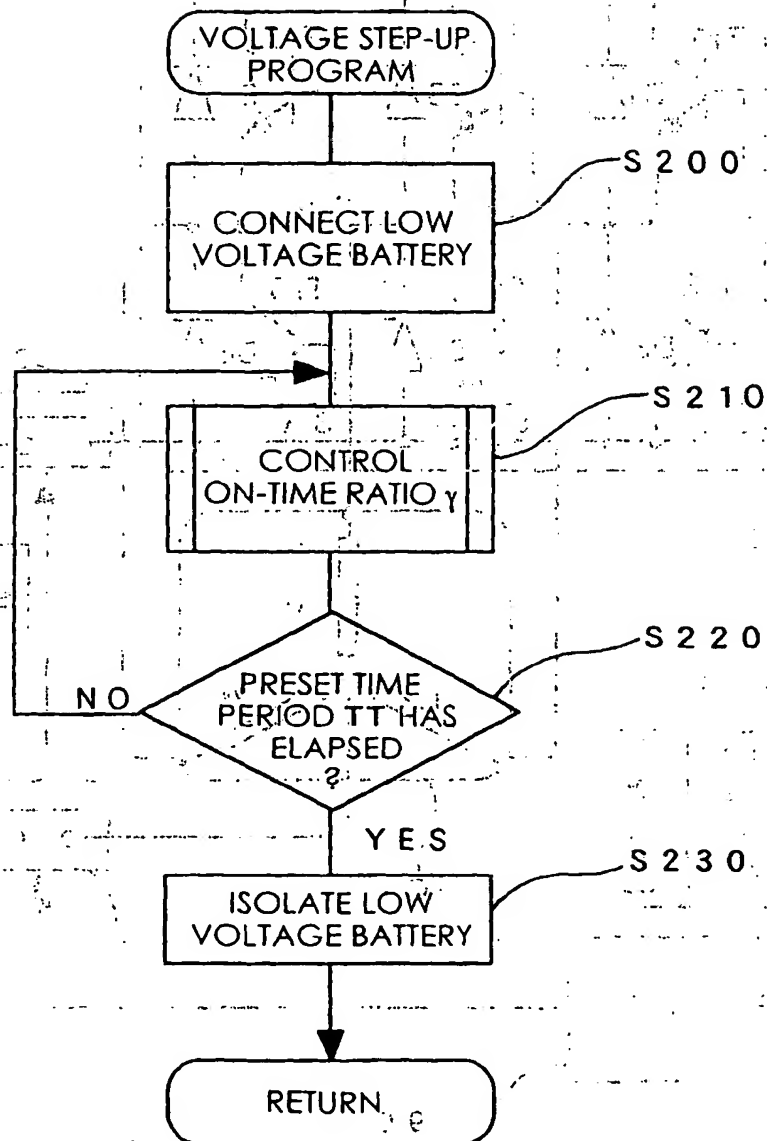 VOLTAGE STEP-UP
PROGRAM
S200
CONNECT LOW
VOLTAGE BATTERY
S210
CONTROL
ON-TIME RATIO γ
S220
PRESET TIME
PERIOD TT HAS
ELAPSED
?
NO
YES
S230
ISOLATE LOW
VOLTAGE BATTERY
RETURN